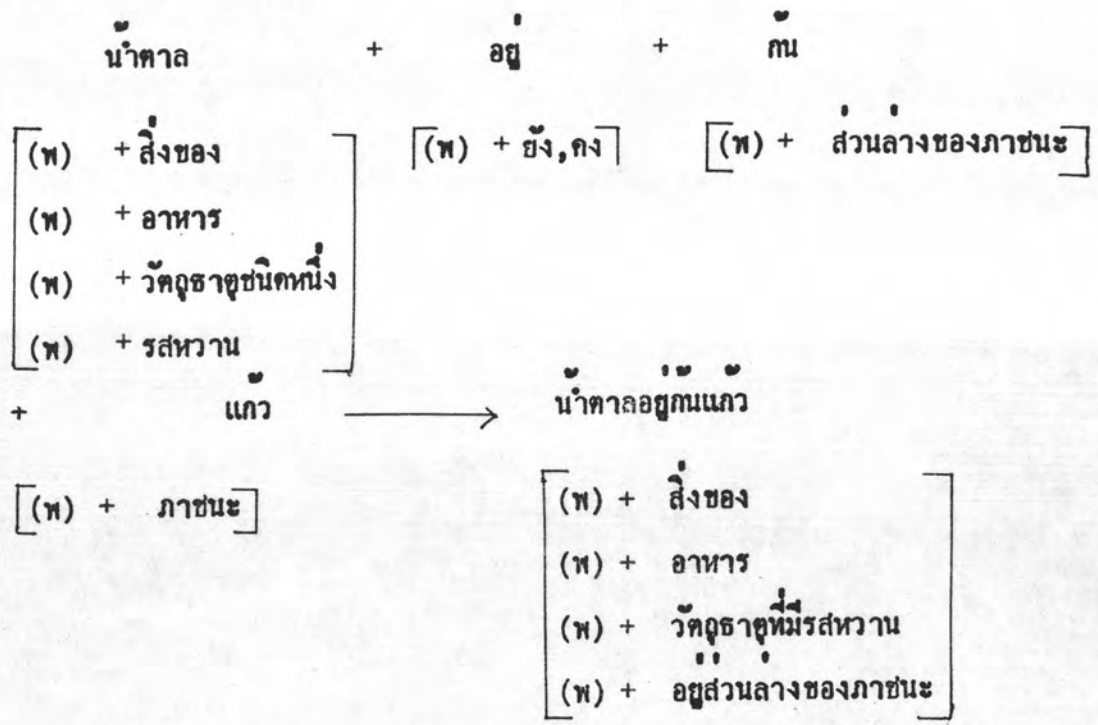 น้ำตาล + อยู่ + ก้น
[(พ) + สิ่งของ [(พ) + ยัง,คง] [(พ) + ส่วนล่างของภาชนะ]
(พ) + อาหาร
(พ) + วัตถุธาตุชนิดหนึ่ง
(พ) + รสหวาน]
+ แก้ว → น้ำตาลอยู่ก้นแก้ว
[(พ) + ภาชนะ] [(พ) + สิ่งของ
(พ) + อาหาร
(พ) + วัตถุธาตุที่มีรสหวาน
(พ) + อยู่ส่วนล่างของภาชนะ]